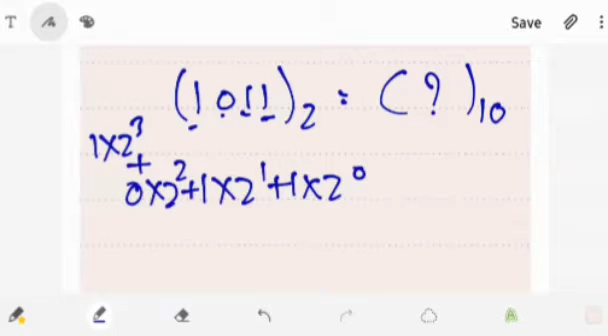 T Save
(1011)₂ = (?)₁₀
1x2³
+
0x2²+1x2¹+1x2⁰
A